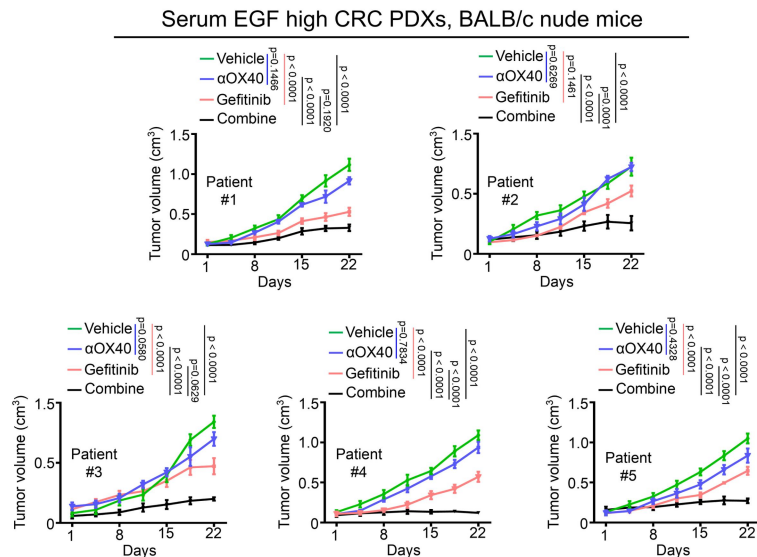 Serum EGF high CRC PDXs, BALB/c nude mice
Vehicle
αOX40
Gefitinib
Combine
p=0.1466
p < 0.0001
p < 0.0001
p=0.1920
p < 0.0001
Tumor volume (cm3)
1.5
1.0
0.5
0.0
Patient
#1
1 8 15 22
Days
Vehicle
αOX40
Gefitinib
Combine
p=0.6269
p=0.1461
p < 0.0001
p=0.0001
p < 0.0001
Tumor volume (cm3)
1.5
0.5
0.0
Patient
#2
1 8 15 22
Days
Vehicle
αOX40
Gefitinib
Combine
p=0.0580
p < 0.0001
p < 0.0001
p=0.0629
p < 0.0001
Tumor volume (cm3)
1.5
0.5
0.0
Patient
#3
1 8 15 22
Days
Vehicle
αOX40
Gefitinib
Combine
p=0.7834
p < 0.0001
p < 0.0001
p < 0.0001
p < 0.0001
Tumor volume (cm3)
1.5
1.0
0.5
0
Patient
#4
1 8 15 22
Days
Vehicle
αOX40
Gefitinib
Combine
p=0.4328
p < 0.0001
p < 0.0001
p < 0.0001
p < 0.0001
Tumor volume (cm3)
1.5
1.0
0.5
0.0
Patient
#5
1 8 15 22
Days